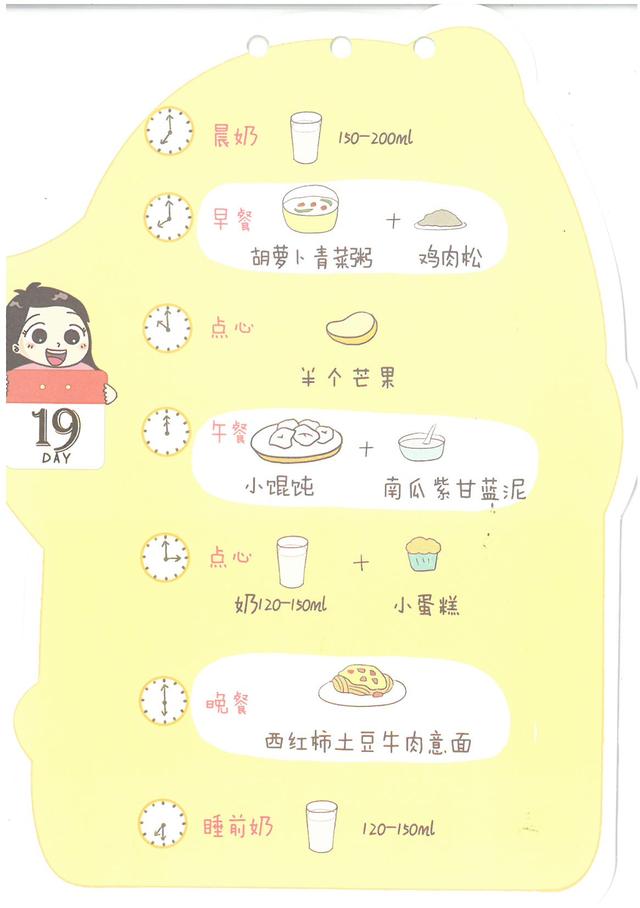 晨奶 150-200ml
早餐 +
胡萝卜青菜粥 鸡肉松
点心
半个芒果
19
DAY
午餐 +
小馄饨 南瓜紫甘蓝泥
点心 +
奶120-150ml 小蛋糕
晚餐
西红柿土豆牛肉意面
睡前奶 120-150ml